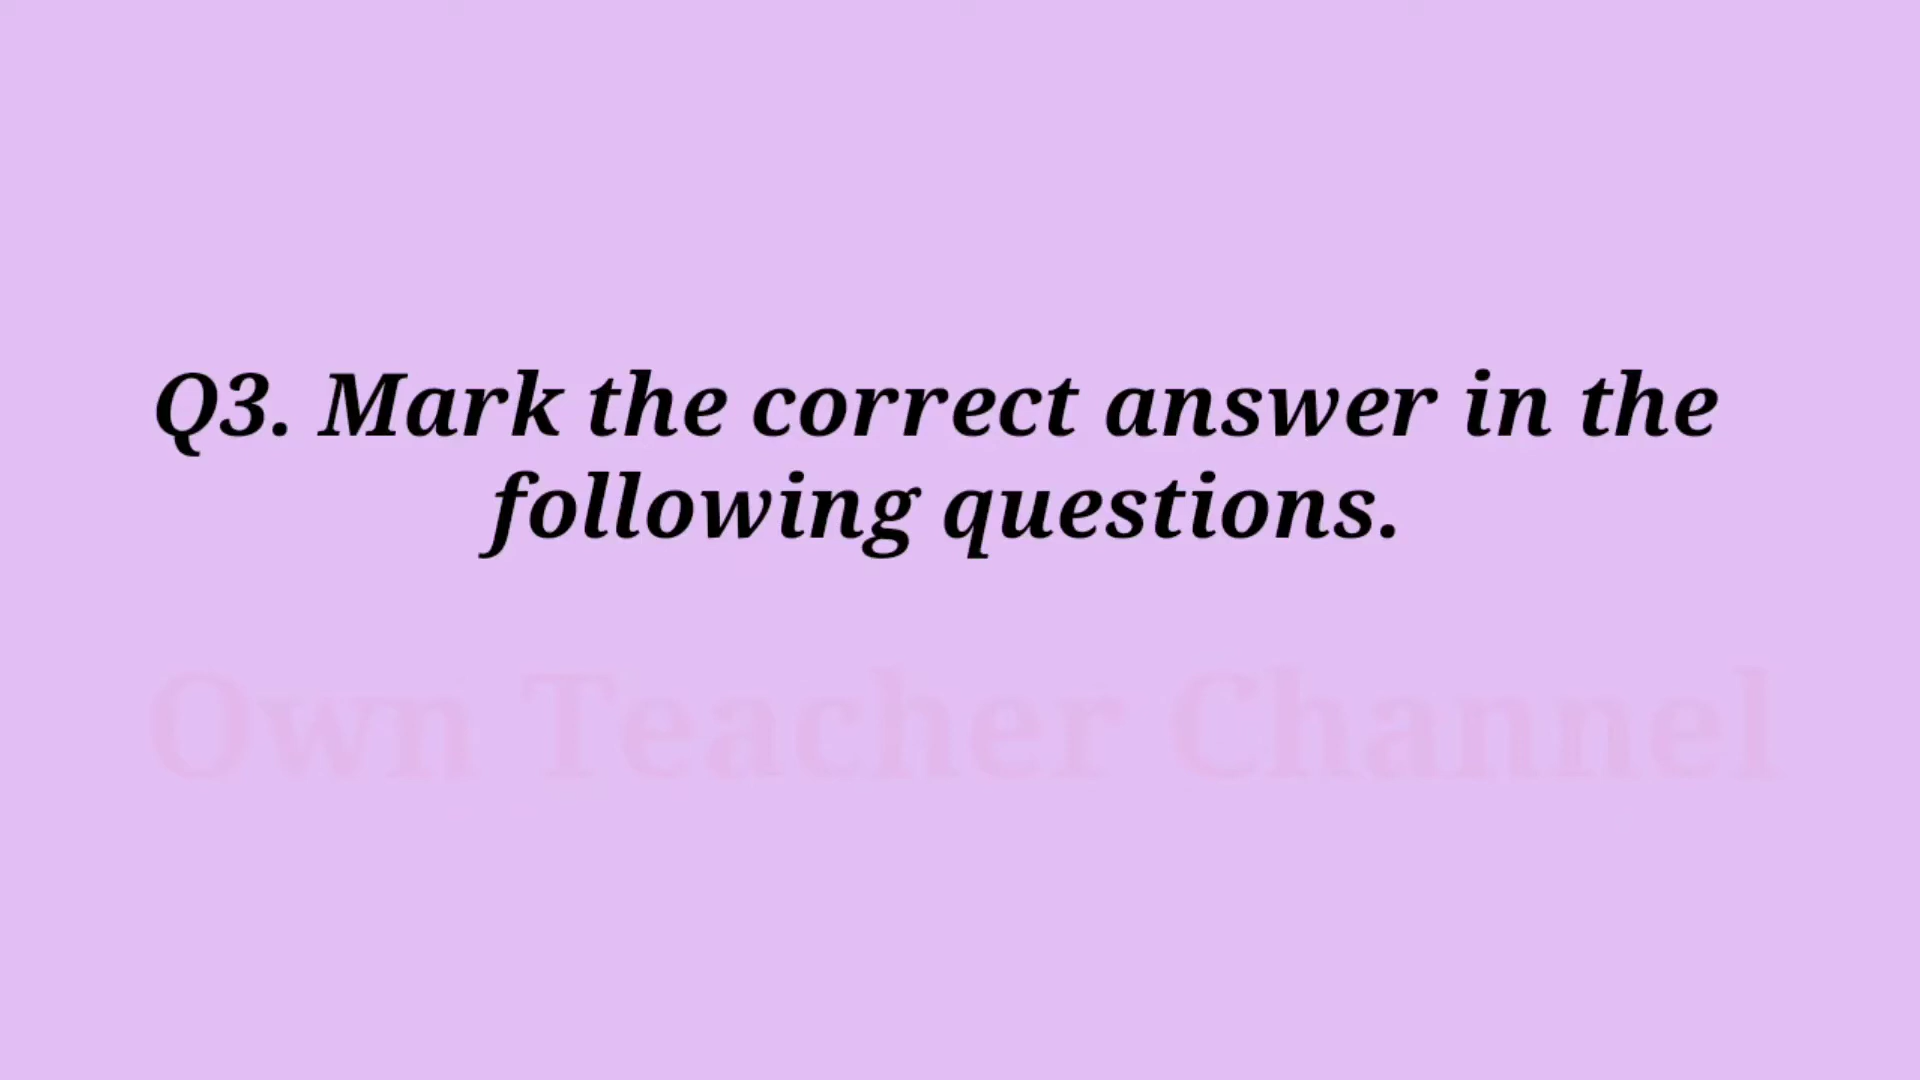 Q3. Mark the correct answer in the
following questions.
Own Teacher Channel